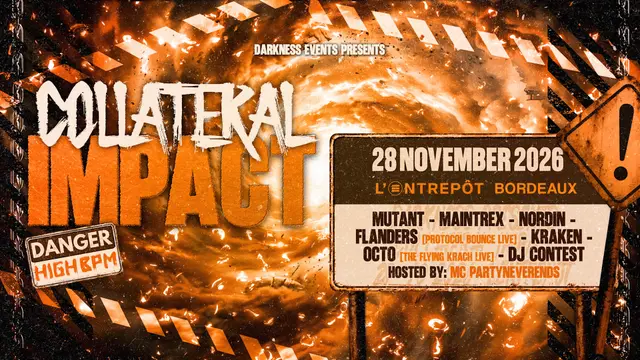 DARKNESS EVENTS PRESENTS
COLLATERAL
IMPACT
DANGER
HIGH BPM
!
28 NOVEMBER 2026
L'ENTREPÔT BORDEAUX
MUTANT - MAINTREX - NORDIN -
FLANDERS [PROTOCOL BOUNCE LIVE] - KRAKEN -
OCTO [THE FLYING KRACH LIVE] - DJ CONTEST
HOSTED BY: MC PARTYNEVERENDS